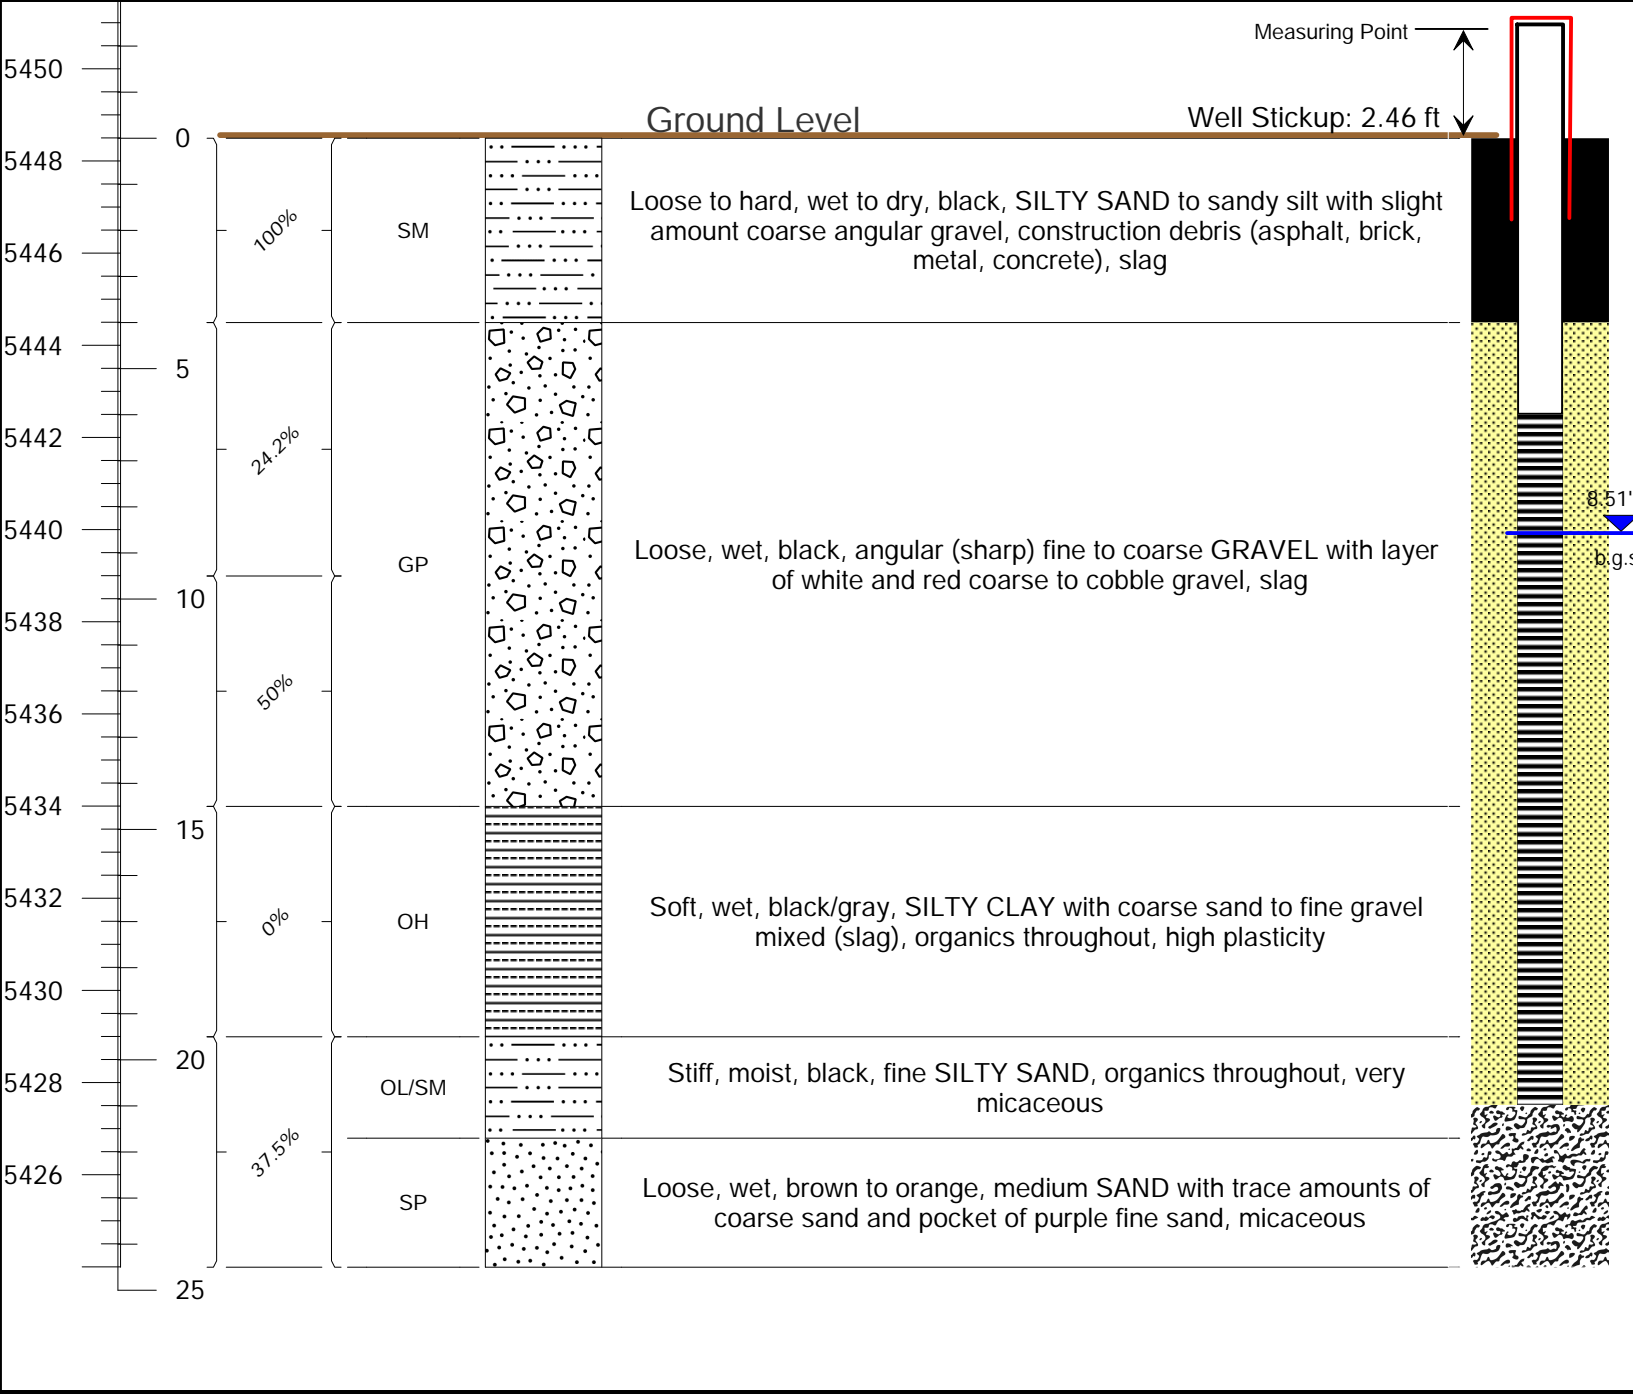 Measuring Point
5450
Ground Level
Well Stickup: 2.46 ft
0
5448
100%
SM
Loose to hard, wet to dry, black, SILTY SAND to sandy silt with slight
amount coarse angular gravel, construction debris (asphalt, brick,
metal, concrete), slag
5446
5444
5
5442
24.2%
8.51'
5440
b.g.s
GP
Loose, wet, black, angular (sharp) fine to coarse GRAVEL with layer
of white and red coarse to cobble gravel, slag
10
5438
50%
5436
5434
15
5432
0%
OH
Soft, wet, black/gray, SILTY CLAY with coarse sand to fine gravel
mixed (slag), organics throughout, high plasticity
5430
20
5428
OL/SM
Stiff, moist, black, fine SILTY SAND, organics throughout, very
micaceous
37.5%
5426
SP
Loose, wet, brown to orange, medium SAND with trace amounts of
coarse sand and pocket of purple fine sand, micaceous
25